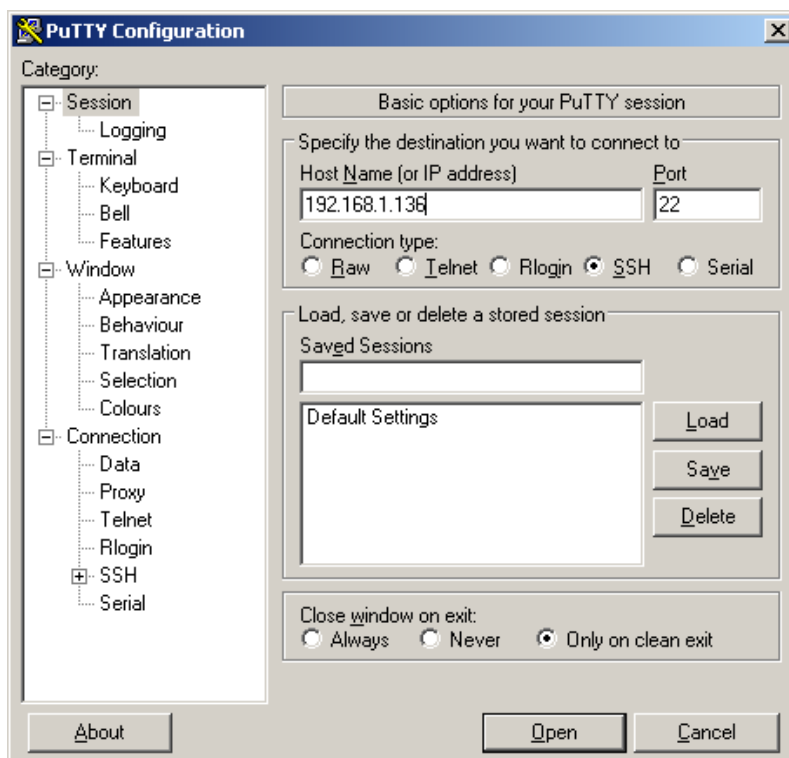 PuTTY Configuration
Category:
Session
Logging
Terminal
Keyboard
Bell
Features
Window
Appearance
Behaviour
Translation
Selection
Colours
Connection
Data
Proxy
Telnet
Rlogin
SSH
Serial
Basic options for your PuTTY session
Specify the destination you want to connect to
Host Name (or IP address) Port
192.168.1.136 22
Connection type:
Raw Telnet Rlogin SSH Serial
Load, save or delete a stored session
Saved Sessions
Default Settings
Load
Save
Delete
Close window on exit:
Always Never Only on clean exit
About Open Cancel